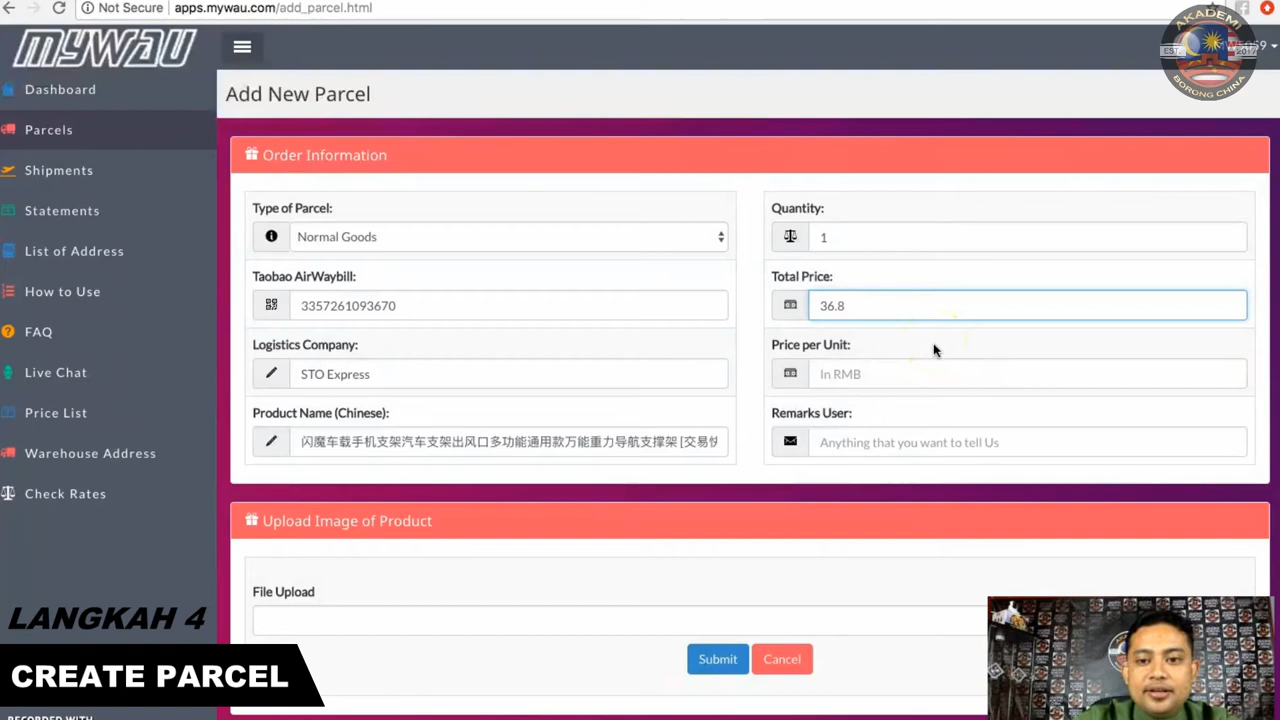 Not Secure apps.mywau.com/add_parcel.html
mywau
AKADEMI
EST. 2017
BORONG CHINA
Dashboard
Parcels
Shipments
Statements
List of Address
How to Use
FAQ
Live Chat
Price List
Warehouse Address
Check Rates
Add New Parcel
Order Information
Type of Parcel:
Normal Goods
Taobao AirWaybill:
3357261093670
Logistics Company:
STO Express
Product Name (Chinese):
闪魔车载手机支架汽车支架出风口多功能通用款万能重力导航支撑架 [交易
Quantity:
1
Total Price:
36.8
Price per Unit:
In RMB
Remarks User:
Anything that you want to tell Us
Upload Image of Product
File Upload
Submit
Cancel
LANGKAH 4
CREATE PARCEL
RECORDED WITH